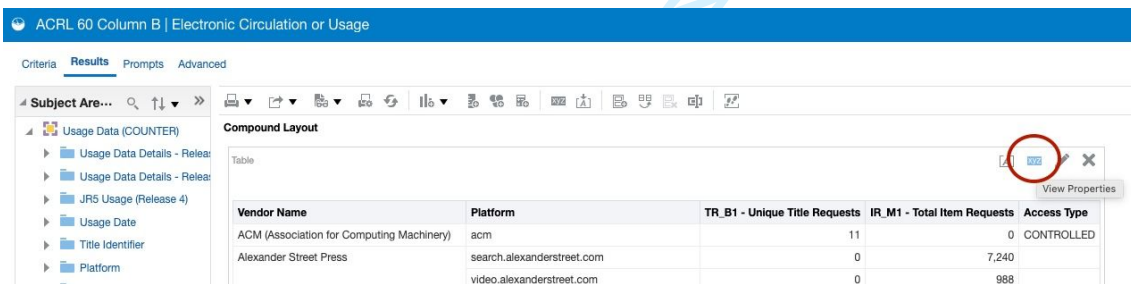 ACRL 60 Column B | Electronic Circulation or Usage
Criteria Results Prompts Advanced
Subject Are...
Usage Data (COUNTER)
Usage Data Details - Releas
Usage Data Details - Releas
JR5 Usage (Release 4)
Usage Date
Title Identifier
Platform
Compound Layout
Table
XYZ
View Properties
Vendor Name Platform TR_B1 - Unique Title Requests IR_M1 - Total Item Requests Access Type
ACM (Association for Computing Machinery) acm 11 0 CONTROLLED
Alexander Street Press search.alexanderstreet.com 0 7,240
video.alexanderstreet.com 0 988